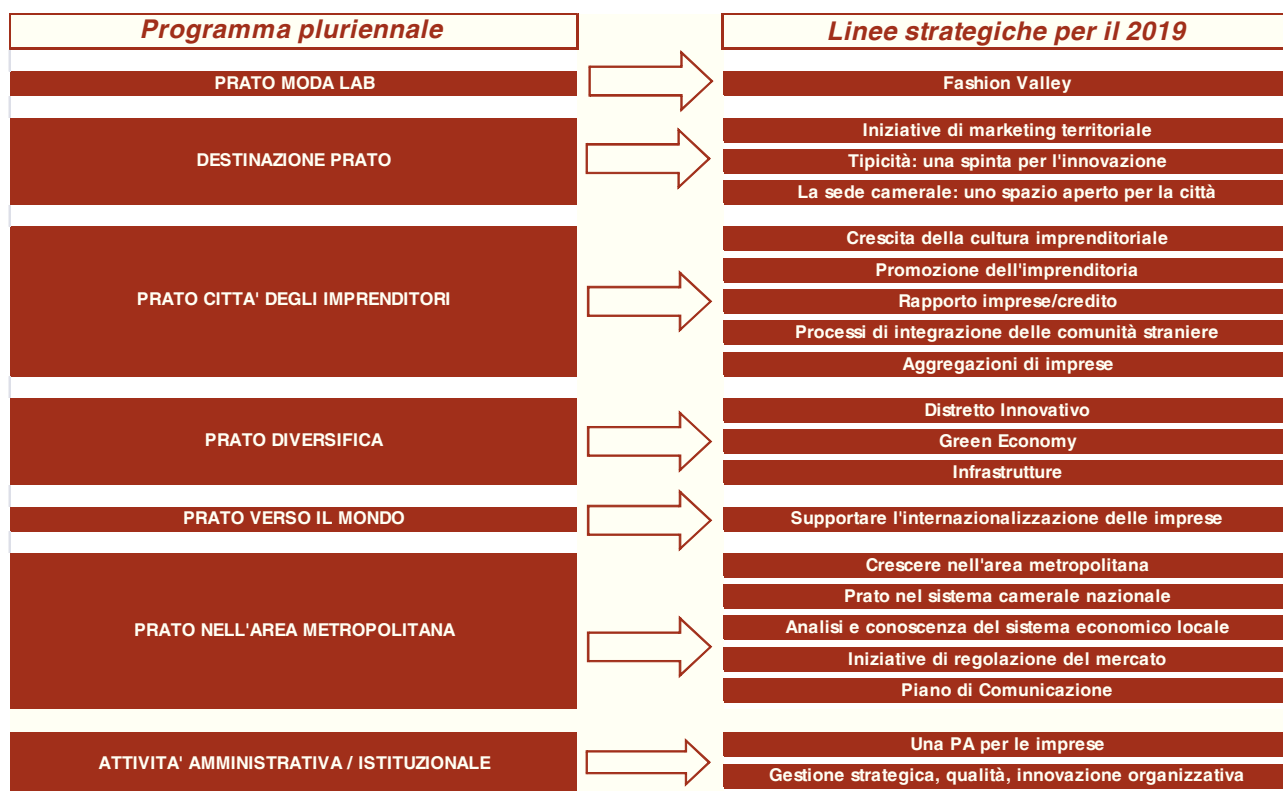 Programma pluriennale
Linee strategiche per il 2019
PRATO MODA LAB
Fashion Valley
DESTINAZIONE PRATO
Iniziative di marketing territoriale
Tipicità: una spinta per l'innovazione
La sede camerale: uno spazio aperto per la città
PRATO CITTA' DEGLI IMPRENDITORI
Crescita della cultura imprenditoriale
Promozione dell'imprenditoria
Rapporto imprese/credito
Processi di integrazione delle comunità straniere
Aggregazioni di imprese
PRATO DIVERSIFICA
Distretto Innovativo
Green Economy
Infrastrutture
PRATO VERSO IL MONDO
Supportare l'internazionalizzazione delle imprese
PRATO NELL'AREA METROPOLITANA
Crescere nell'area metropolitana
Prato nel sistema camerale nazionale
Analisi e conoscenza del sistema economico locale
Iniziative di regolazione del mercato
Piano di Comunicazione
ATTIVITA' AMMINISTRATIVA / ISTITUZIONALE
Una PA per le imprese
Gestione strategica, qualità, innovazione organizzativa